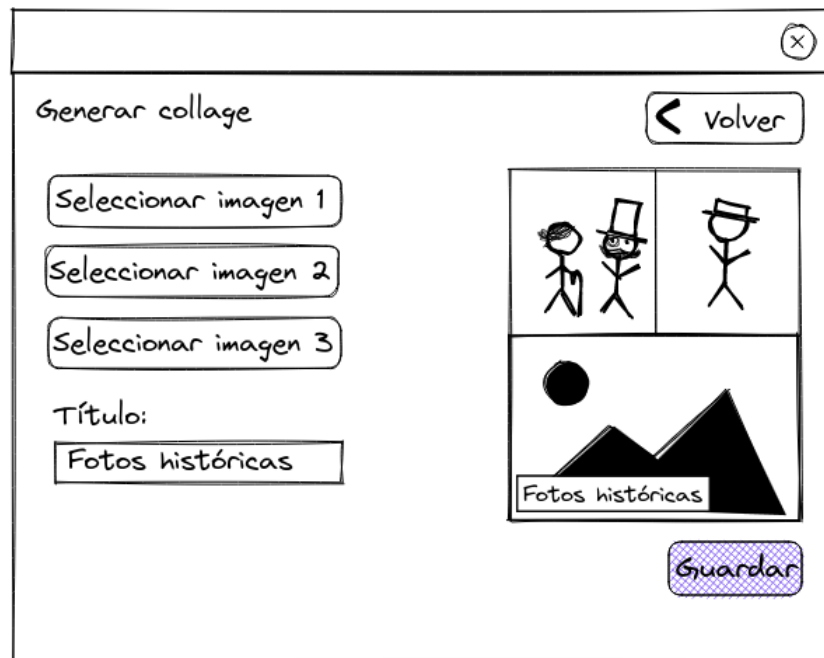 Generar collage
Volver
Seleccionar imagen 1
Seleccionar imagen 2
Seleccionar imagen 3
Título:
Fotos históricas
Fotos históricas
Guardar